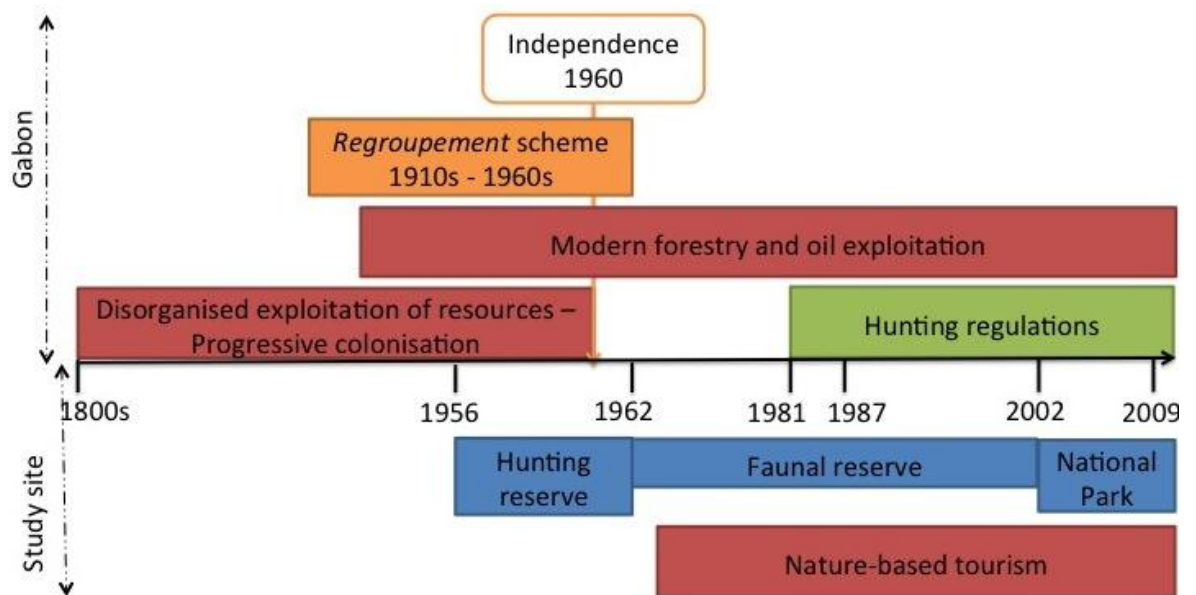 Gabon
Independence
1960
Regroupement scheme
1910s - 1960s
Modern forestry and oil exploitation
Disorganised exploitation of resources –
Progressive colonisation
Hunting regulations
1800s
1956
1962
1981
1987
2002
2009
Study site
Hunting
reserve
Faunal reserve
National
Park
Nature-based tourism